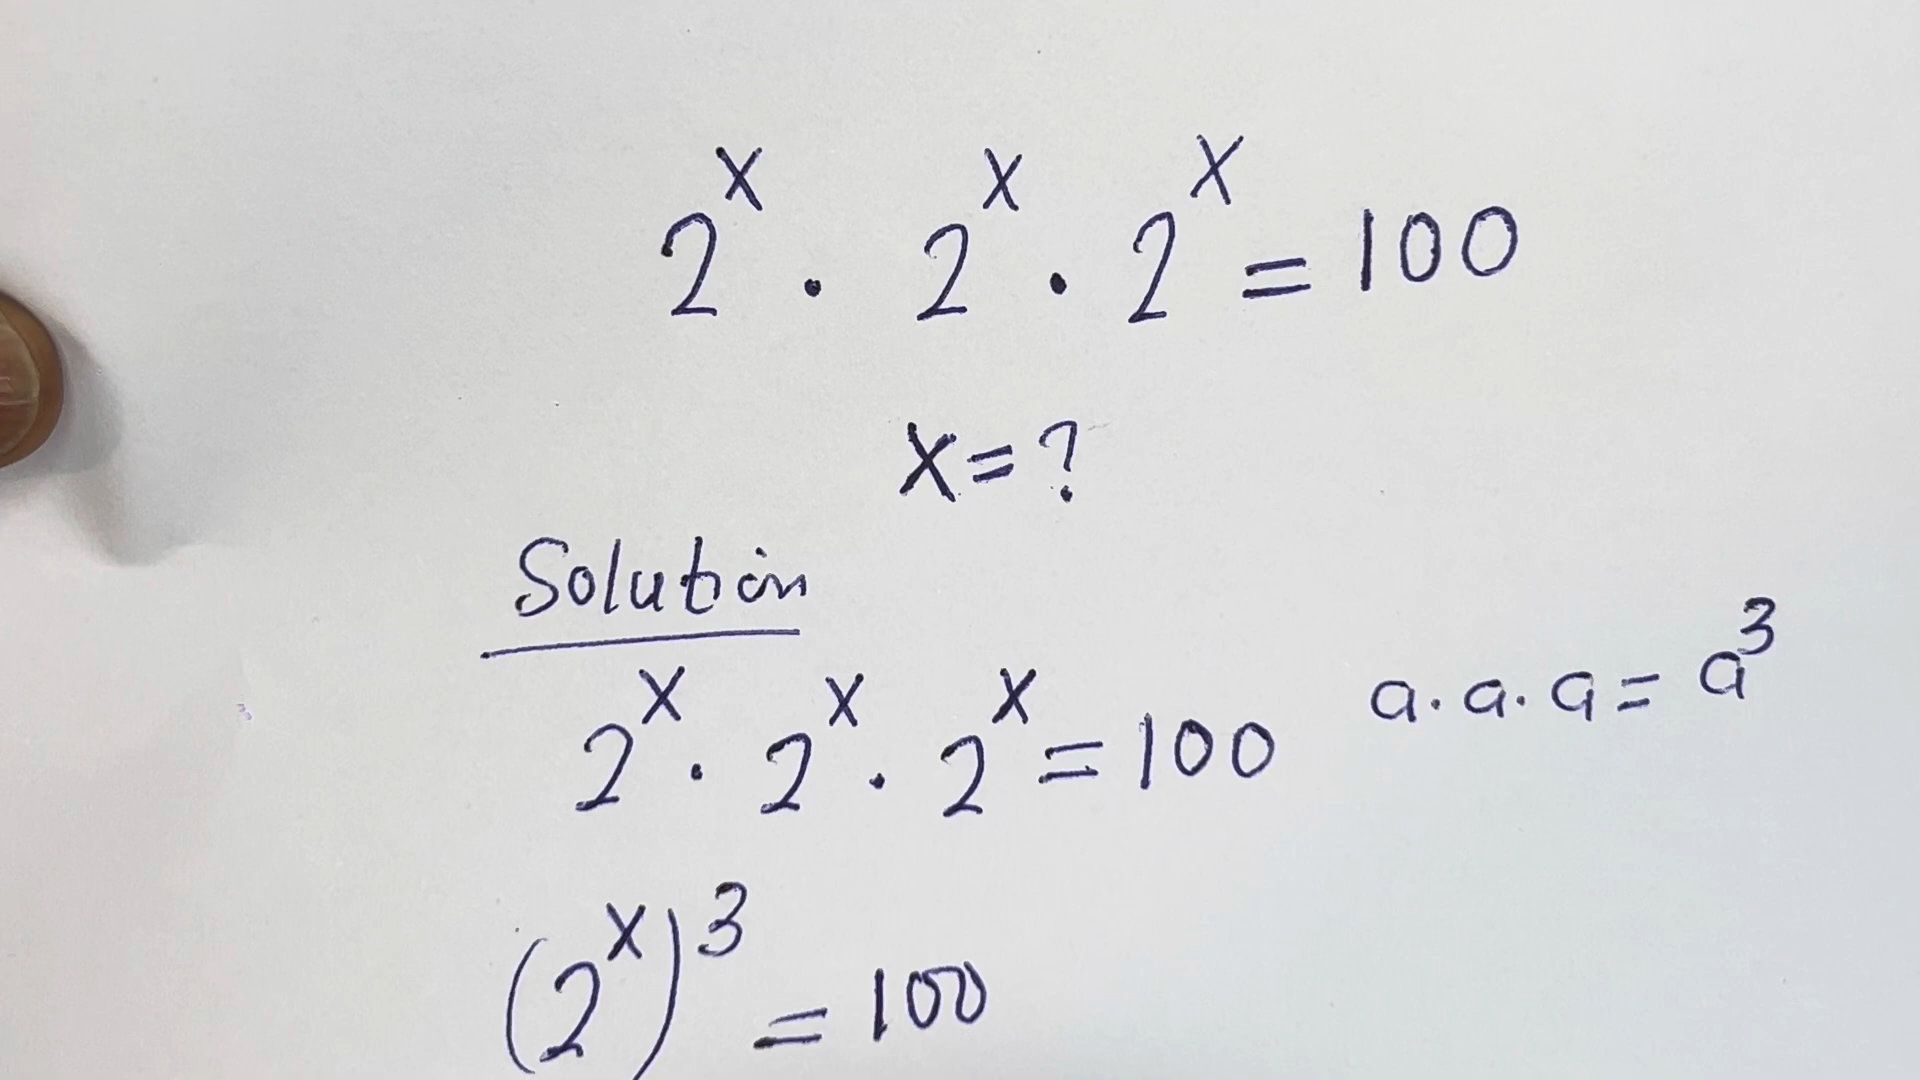 2^x · 2^x · 2^x = 100
x = ?
Solution
2^x · 2^x · 2^x = 100 a·a·a = a^3
(2^x)^3 = 100